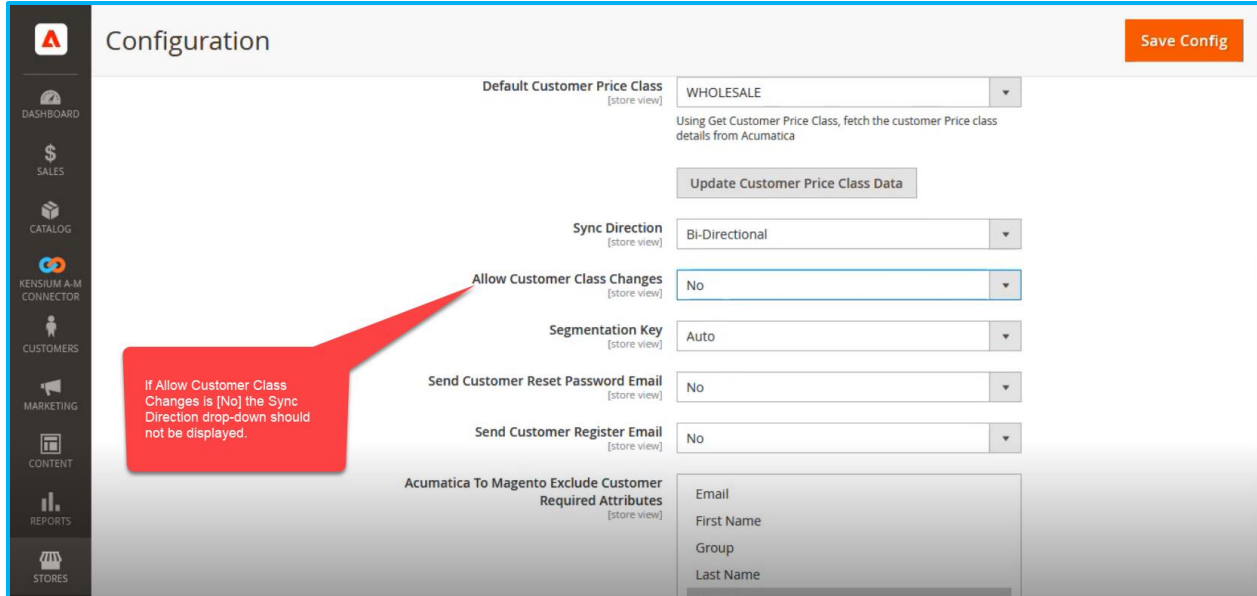 Configuration
Save Config
DASHBOARD
SALES
CATALOG
KENSIUM A-M
CONNECTOR
CUSTOMERS
MARKETING
CONTENT
REPORTS
STORES
Default Customer Price Class
[store view]
WHOLESALE
Using Get Customer Price Class, fetch the customer Price class
details from Acumatica
Update Customer Price Class Data
Sync Direction
[store view]
Bi-Directional
Allow Customer Class Changes
[store view]
No
Segmentation Key
[store view]
Auto
If Allow Customer Class
Changes is [No] the Sync
Direction drop-down should
not be displayed.
Send Customer Reset Password Email
[store view]
No
Send Customer Register Email
[store view]
No
Acumatica To Magento Exclude Customer
Required Attributes
[store view]
Email
First Name
Group
Last Name